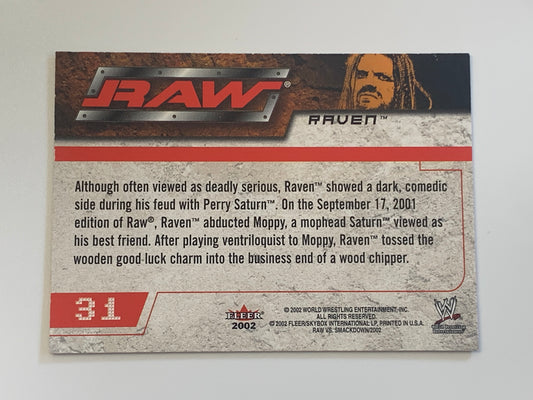 RAW®
RAVEN™
Although often viewed as deadly serious, Raven™ showed a dark, comedic
side during his feud with Perry Saturn™. On the September 17, 2001
edition of Raw®, Raven™ abducted Moppy, a mophead Saturn™ viewed as
his best friend. After playing ventriloquist to Moppy, Raven™ tossed the
wooden good-luck charm into the business end of a wood chipper.
31
FLEER
2002
© 2002 WORLD WRESTLING ENTERTAINMENT, INC.
ALL RIGHTS RESERVED.
© 2002 FLEER/SKYBOX INTERNATIONAL LP, PRINTED IN U.S.A.
RAW VS. SMACKDOWN/2002